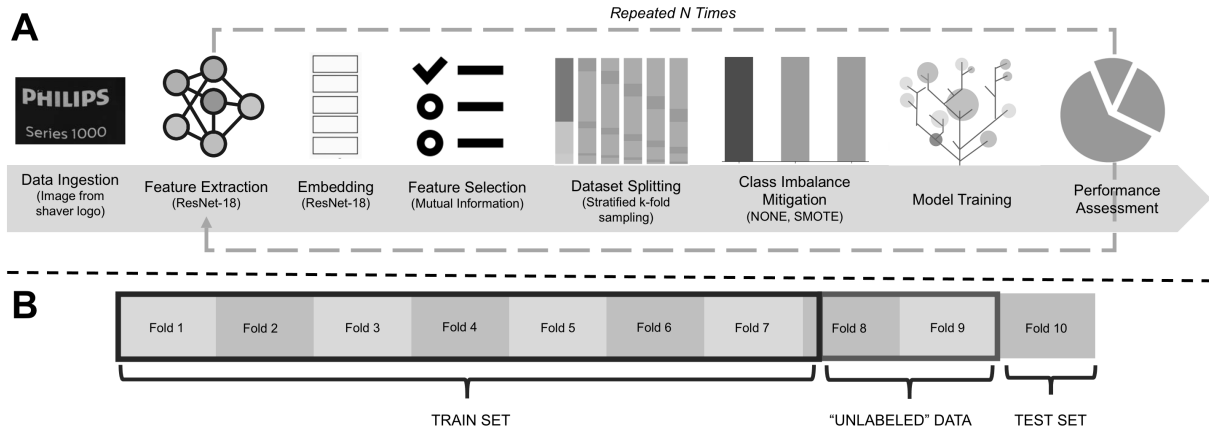 Repeated N Times
A
PHILIPS
Series 1000
Data Ingestion
(Image from
shaver logo)
Feature Extraction
(ResNet-18)
Embedding
(ResNet-18)
Feature Selection
(Mutual Information)
Dataset Splitting
(Stratified k-fold
sampling)
Class Imbalance
Mitigation
(NONE, SMOTE)
Model Training
Performance
Assessment
B
Fold 1
Fold 2
Fold 3
Fold 4
Fold 5
Fold 6
Fold 7
Fold 8
Fold 9
Fold 10
TRAIN SET
“UNLABELED” DATA
TEST SET